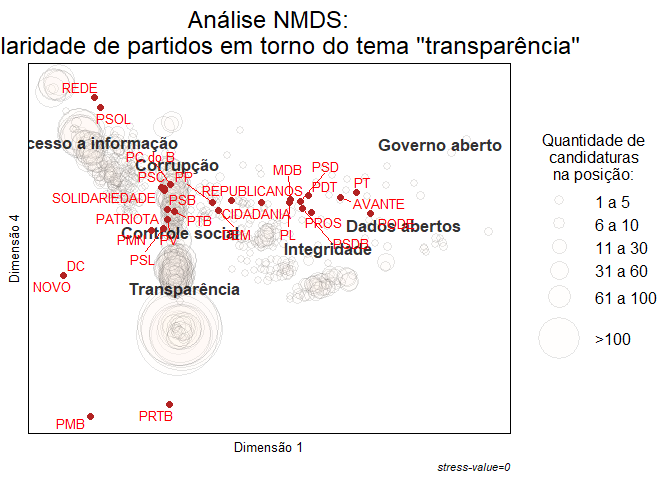 Análise NMDS:
laridade de partidos em torno do tema "transparência"
REDE
PSOL
cesso a informação
Governo aberto
PC do B
Corrupção
MDB
PSD
PSC
PP
REPUBLICANOS
PDT
PT
SOLIDARIEDADE
PSB
CIDADANIA
AVANTE
PATRIOTA
PTB
PROS
PODE
Dados abertos
PMN
PV
Controle social
DEM
PL
PSDB
Integridade
PSL
DC
NOVO
Transparência
PMB
PRTB
Dimensão 4
Dimensão 1
stress-value=0
Quantidade de
candidaturas
na posição:
1 a 5
6 a 10
11 a 30
31 a 60
61 a 100
>100